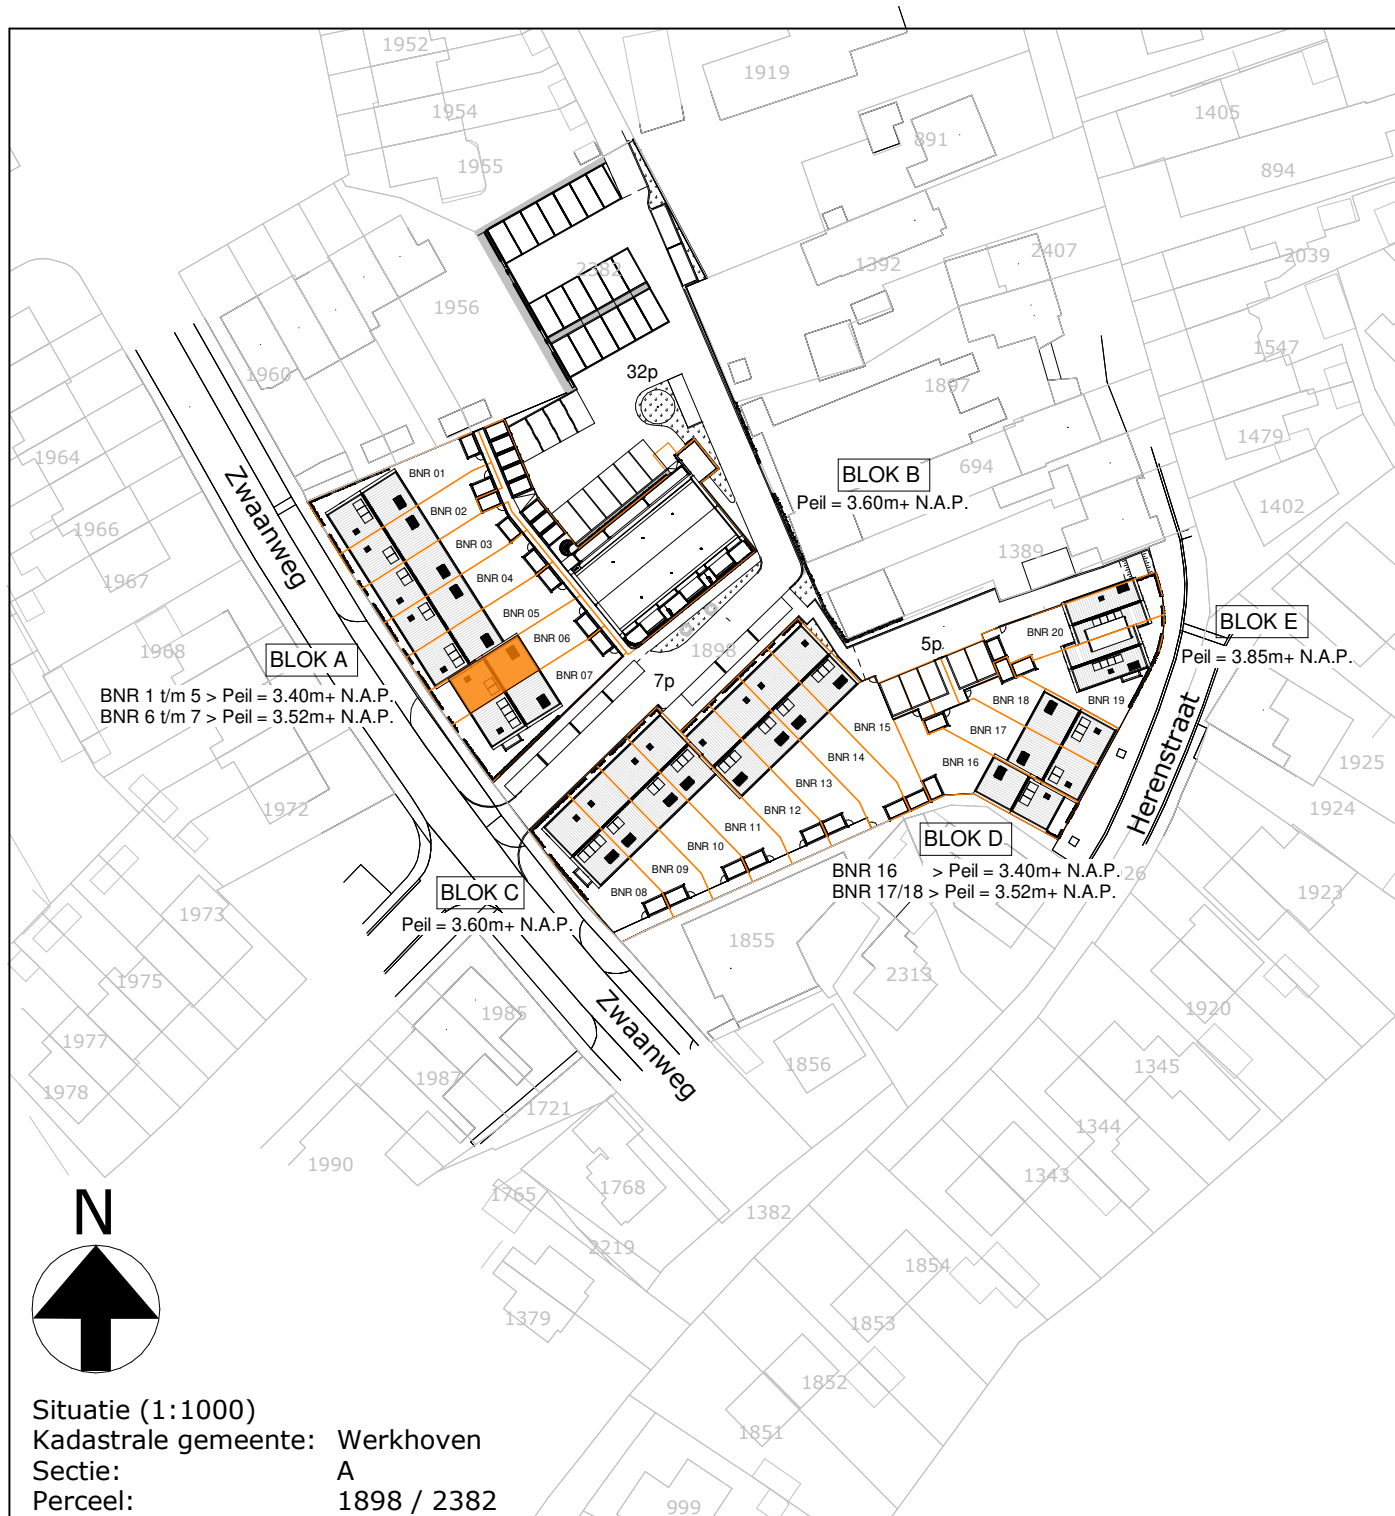 1952
1919
1954
1405
891
1955
894
2407
2382
1392
2039
1956
1547
32p
1960
1897
BNR 01
1479
1964
BLOK B
694
Zwaanweg
BNR 02
Peil = 3.60m+ N.A.P.
1402
1966
BNR 03
1389
1967
BNR 04
BNR 05
BLOK E
BNR 06
BNR 20
1968
BLOK A
1898
5p
Peil = 3.85m+ N.A.P.
BNR 07
7p
BNR 1 t/m 5 > Peil = 3.40m+ N.A.P.
BNR 6 t/m 7 > Peil = 3.52m+ N.A.P.
BNR 18
BNR 19
BNR 15
BNR 17
BNR 14
BNR 16
1925
Herenstraat
BNR 13
1972
BNR 12
1924
BNR 11
BLOK D
BNR 10
BNR 09
BNR 16 > Peil = 3.40m+ N.A.P.
26
BNR 08
BLOK C
BNR 17/18 > Peil = 3.52m+ N.A.P.
1923
1973
Peil = 3.60m+ N.A.P.
1855
1975
2313
1985
1920
Zwaanweg
1977
1856
1345
1987
1978
1721
1344
1990
1343
1768
1765
1382
N
2219
1854
1379
1853
1852
1851
Situatie (1:1000)
Kadastrale gemeente: Werkhoven
Sectie: A
Perceel: 1898 / 2382
999